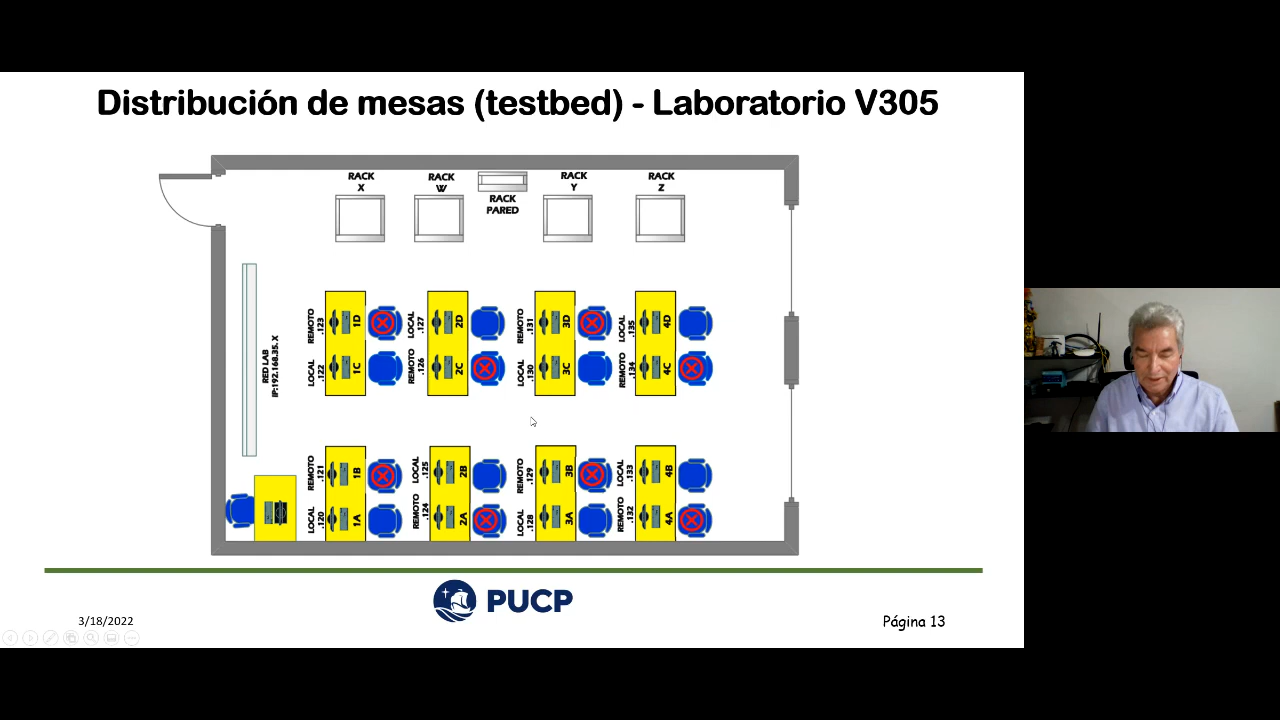 Distribución de mesas (testbed) - Laboratorio V305
RACK
X
RACK
W
RACK
PARED
RACK
Y
RACK
Z
RED LAB
IP:192.168.35. X
REMOTO
.123
1D
LOCAL
.127
2D
REMOTO
.131
3D
LOCAL
.135
4D
LOCAL
.122
1C
REMOTO
.126
2C
LOCAL
.130
3C
REMOTO
.134
4C
REMOTO
.121
1B
LOCAL
.125
2B
REMOTO
.129
3B
LOCAL
.133
4B
LOCAL
.120
1A
REMOTO
.124
2A
LOCAL
.128
3A
REMOTO
.132
4A
PUCP
3/18/2022
Página 13